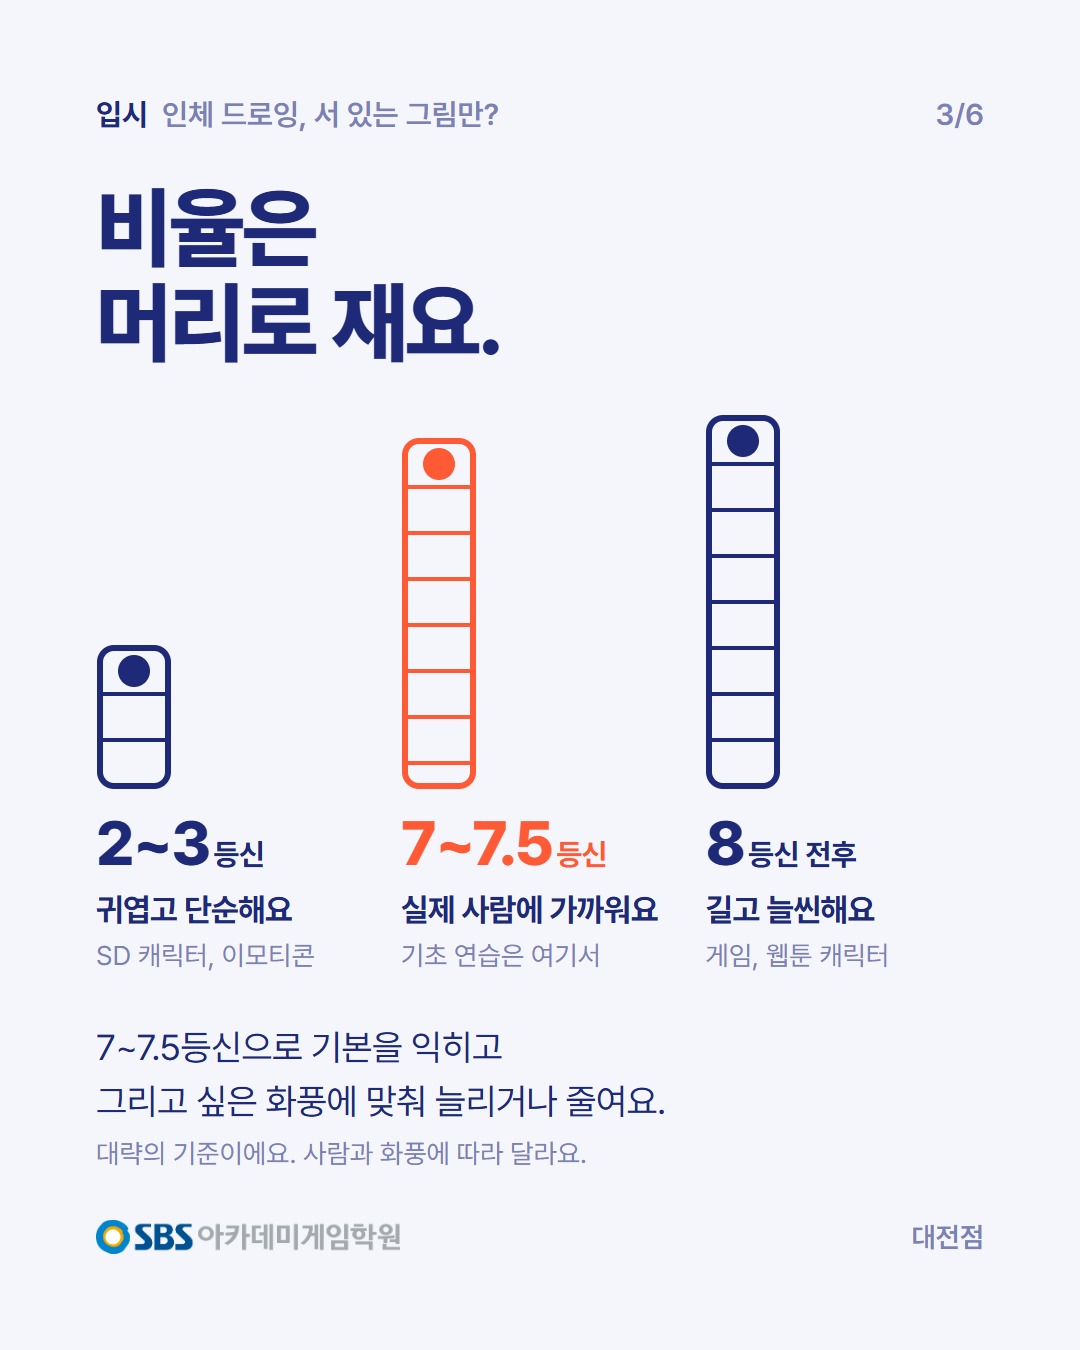 입시 인체 드로잉, 서 있는 그림만?
3/6
비율은
머리로 재요.
2~3등신
귀엽고 단순해요
SD 캐릭터, 이모티콘
7~7.5등신
실제 사람에 가까워요
기초 연습은 여기서
8등신 전후
길고 늘씬해요
게임, 웹툰 캐릭터
7~7.5등신으로 기본을 익히고
그리고 싶은 화풍에 맞춰 늘리거나 줄여요.
대략의 기준이에요. 사람과 화풍에 따라 달라요.
SBS 아카데미게임학원
대전점